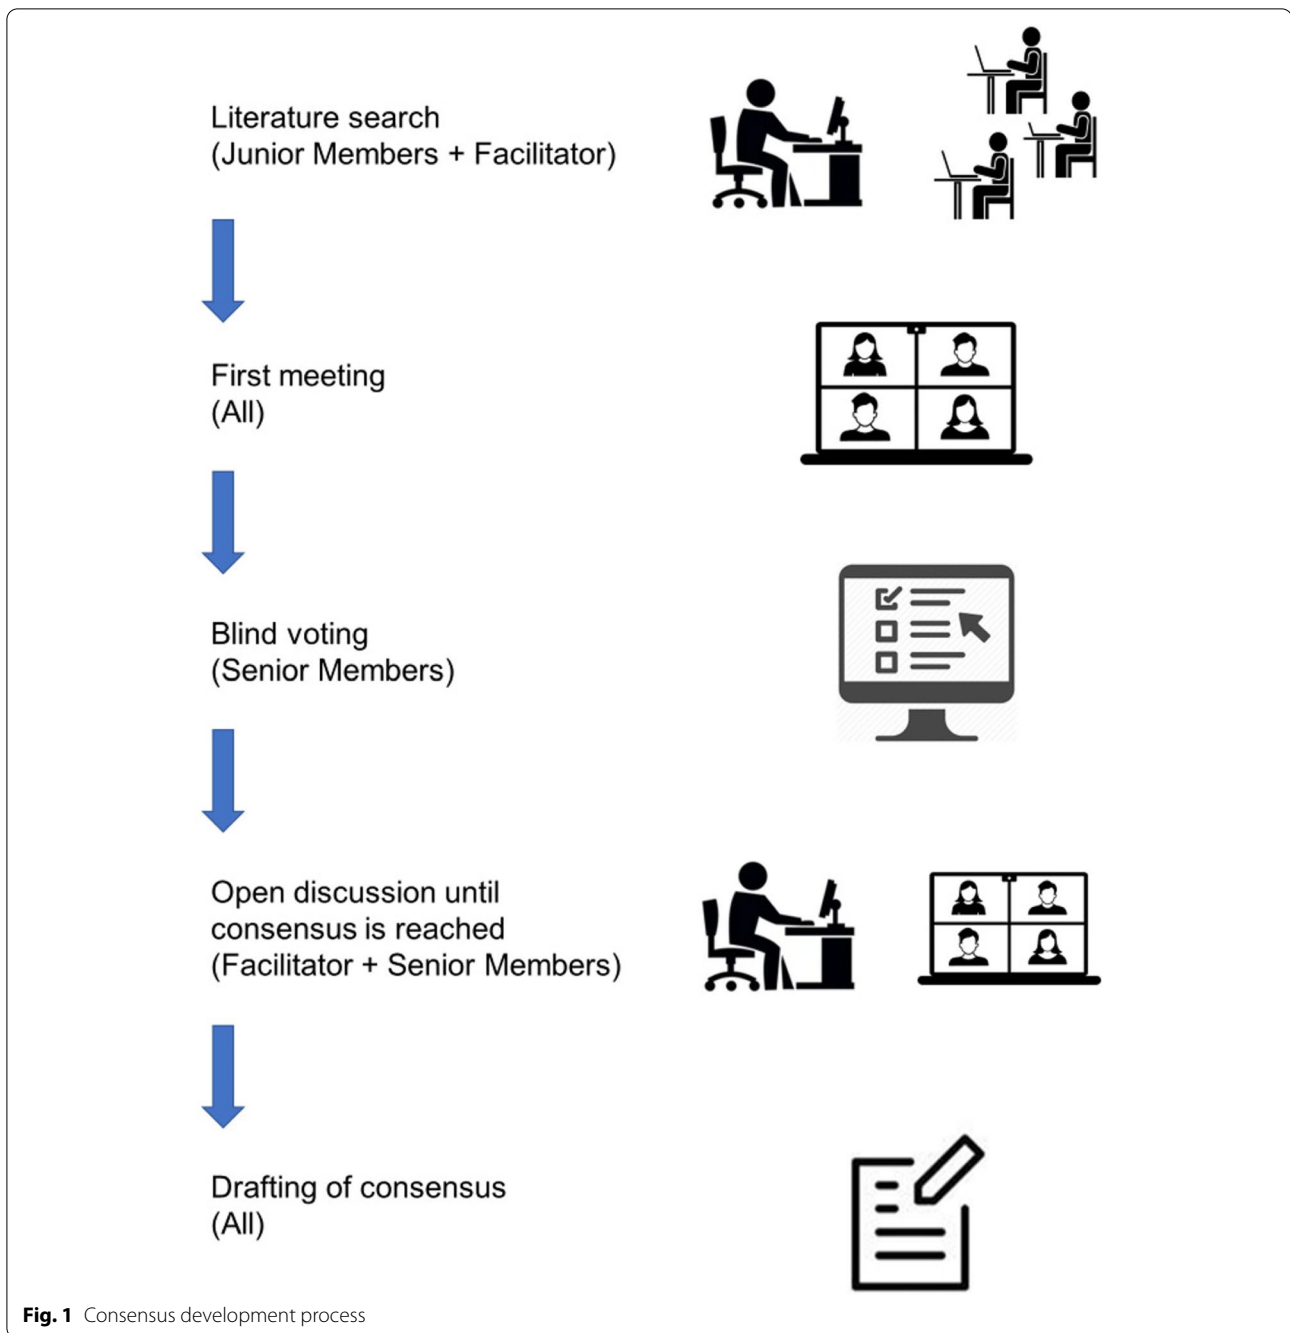 Literature search
(Junior Members + Facilitator)
First meeting
(All)
Blind voting
(Senior Members)
Open discussion until
consensus is reached
(Facilitator + Senior Members)
Drafting of consensus
(All)
Fig. 1 Consensus development process